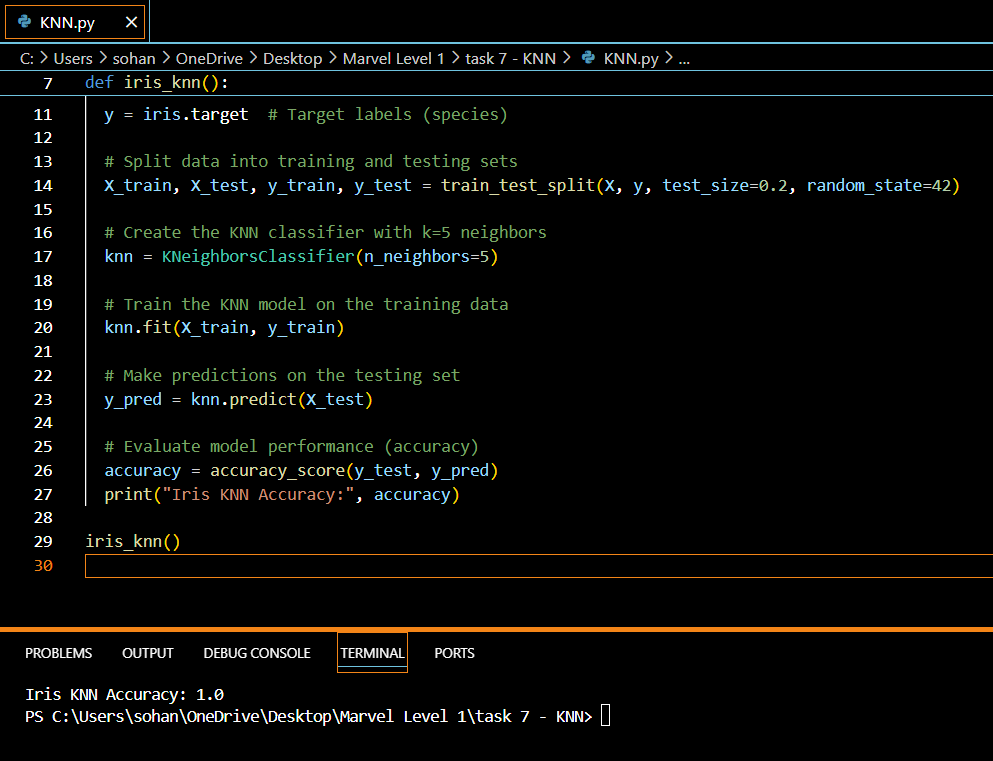 KNN.py
C: > Users > sohan > OneDrive > Desktop > Marvel Level 1 > task 7 - KNN > KNN.py > ...
7 def iris_knn():
11 y = iris.target  # Target labels (species)
12
13 # Split data into training and testing sets
14 X_train, X_test, y_train, y_test = train_test_split(X, y, test_size=0.2, random_state=42)
15
16 # Create the KNN classifier with k=5 neighbors
17 knn = KNeighborsClassifier(n_neighbors=5)
18
19 # Train the KNN model on the training data
20 knn.fit(X_train, y_train)
21
22 # Make predictions on the testing set
23 y_pred = knn.predict(X_test)
24
25 # Evaluate model performance (accuracy)
26 accuracy = accuracy_score(y_test, y_pred)
27 print("Iris KNN Accuracy:", accuracy)
28
29 iris_knn()
30
PROBLEMS OUTPUT DEBUG CONSOLE TERMINAL PORTS
Iris KNN Accuracy: 1.0
PS C:\Users\sohan\OneDrive\Desktop\Marvel Level 1\task 7 - KNN>